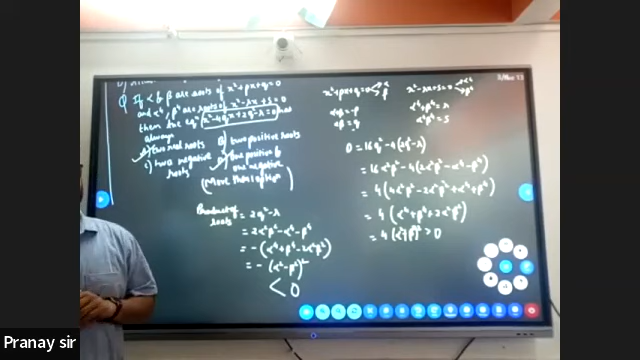 Q If α & β are roots of x²+px+q=0
and α⁴, β⁴ are roots of x²-λx+s=0
then the eqⁿ x²-4qx+2q²-λ=0 has
always
a) two real roots
b) two positive roots
c) two negative roots
d) one positive & one negative
(More than 1 option)
Product of roots = 2q²-λ
= 2α²β²-α⁴-β⁴
= -(α⁴+β⁴-2α²β²)
= -(α²-β²)²
< 0
x²+px+q=0 α β
α+β=-p
αβ=q
x²-λx+s=0 α⁴ β⁴
α⁴+β⁴=λ
α⁴β⁴=s
D = 16q²-4(2q²-λ)
= 16α²β²-4(2α²β²-α⁴-β⁴)
= 4(4α²β²-2α²β²+α⁴+β⁴)
= 4(α⁴+β⁴+2α²β²)
= 4(α²+β²)² > 0
Pranay sir